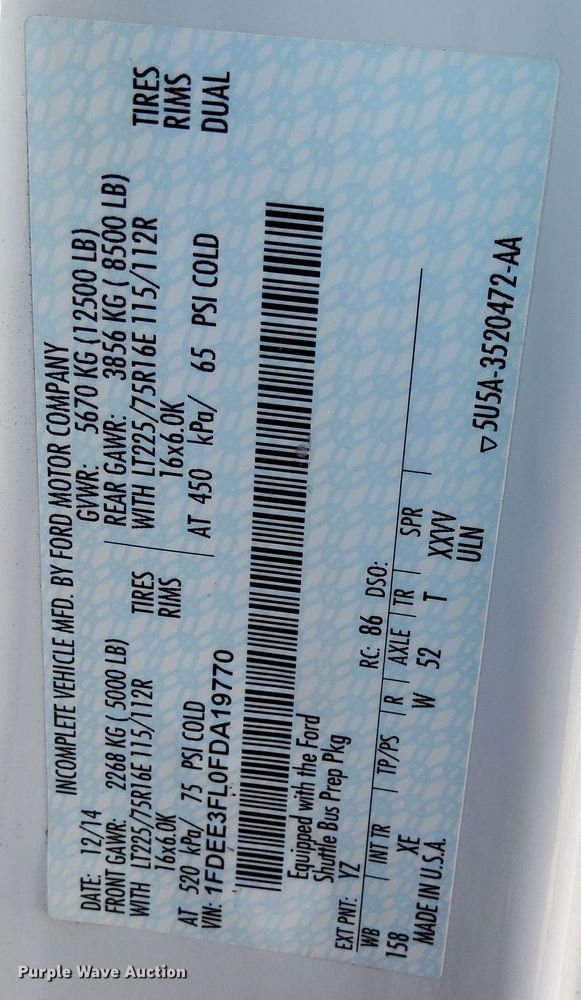 INCOMPLETE VEHICLE MFD. BY FORD MOTOR COMPANY
DATE: 12/14 GVWR: 5670 KG (12500 LB)
FRONT GAWR: 2268 KG ( 5000 LB) REAR GAWR: 3856 KG ( 8500 LB)
WITH LT225/75R16E 115/112R TIRES WITH LT225/75R16E 115/112R TIRES
16x6.0K RIMS 16x6.0K RIMS
AT 520 kPa/ 75 PSI COLD AT 450 kPa/ 65 PSI COLD DUAL
VIN: 1FDEE3FL0FDA19770
Equipped with the Ford
Shuttle Bus Prep Pkg
EXT PNT: YZ RC: 86 DSO:
WB INT TR TP/PS R AXLE TR SPR
158 XE W 52 T XXVV
MADE IN U.S.A. ULN
▽5U5A-3520472-AA
Purple Wave Auction